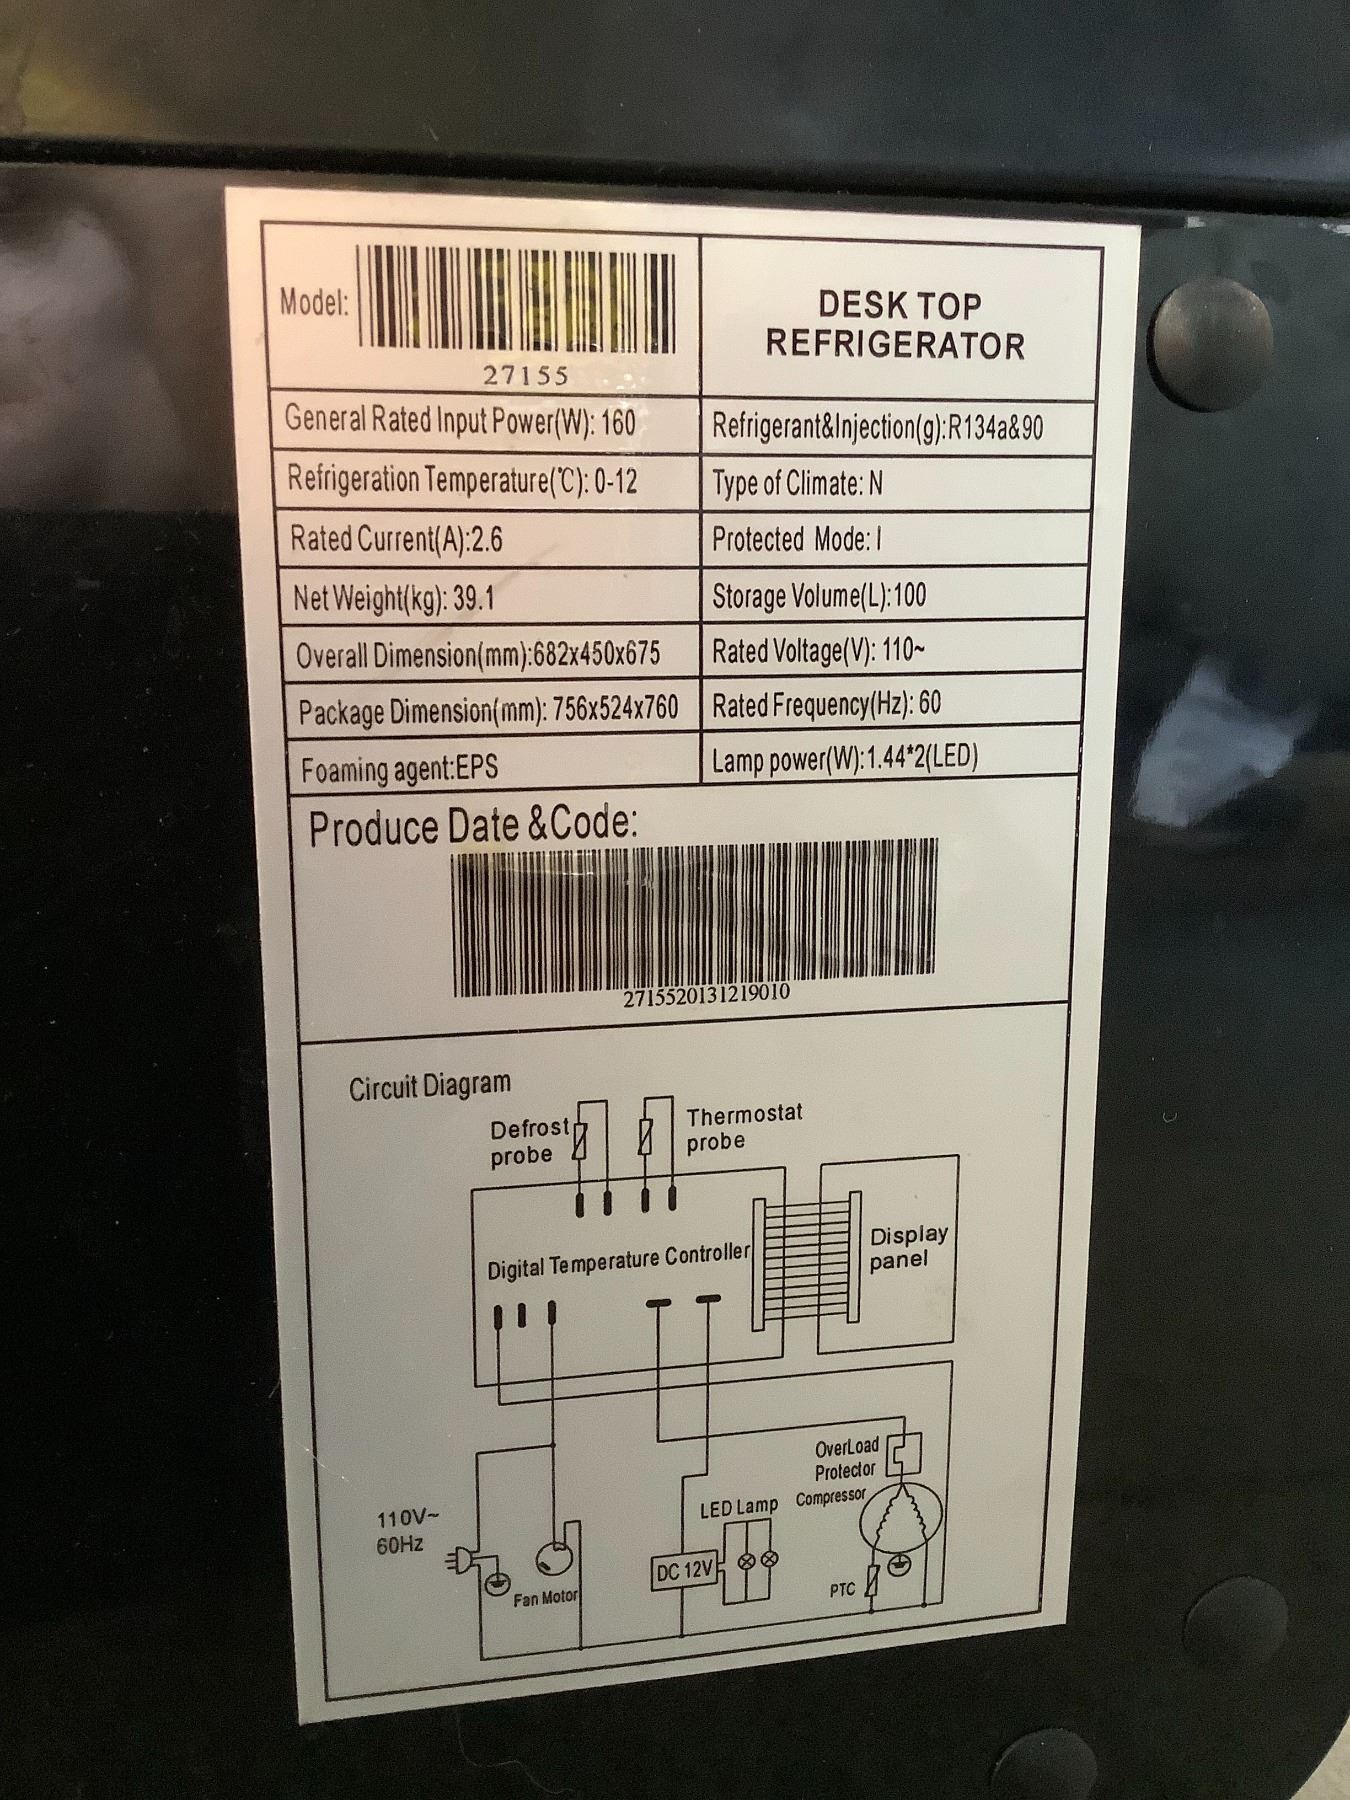 Model:
27155
DESK TOP
REFRIGERATOR
General Rated Input Power(W): 160
Refrigerant&Injection(g):R134a&90
Refrigeration Temperature(℃): 0-12
Type of Climate: N
Rated Current(A):2.6
Protected Mode: I
Net Weight(kg): 39.1
Storage Volume(L):100
Overall Dimension(mm):682x450x675
Rated Voltage(V): 110~
Package Dimension(mm): 756x524x760
Rated Frequency(Hz): 60
Foaming agent:EPS
Lamp power(W):1.44*2(LED)
Produce Date &Code:
2715520131219010
Circuit Diagram
Defrost
probe
Thermostat
probe
Digital Temperature Controller
Display
panel
OverLoad
Protector
Compressor
110V~
60Hz
Fan Motor
LED Lamp
DC 12V
PTC